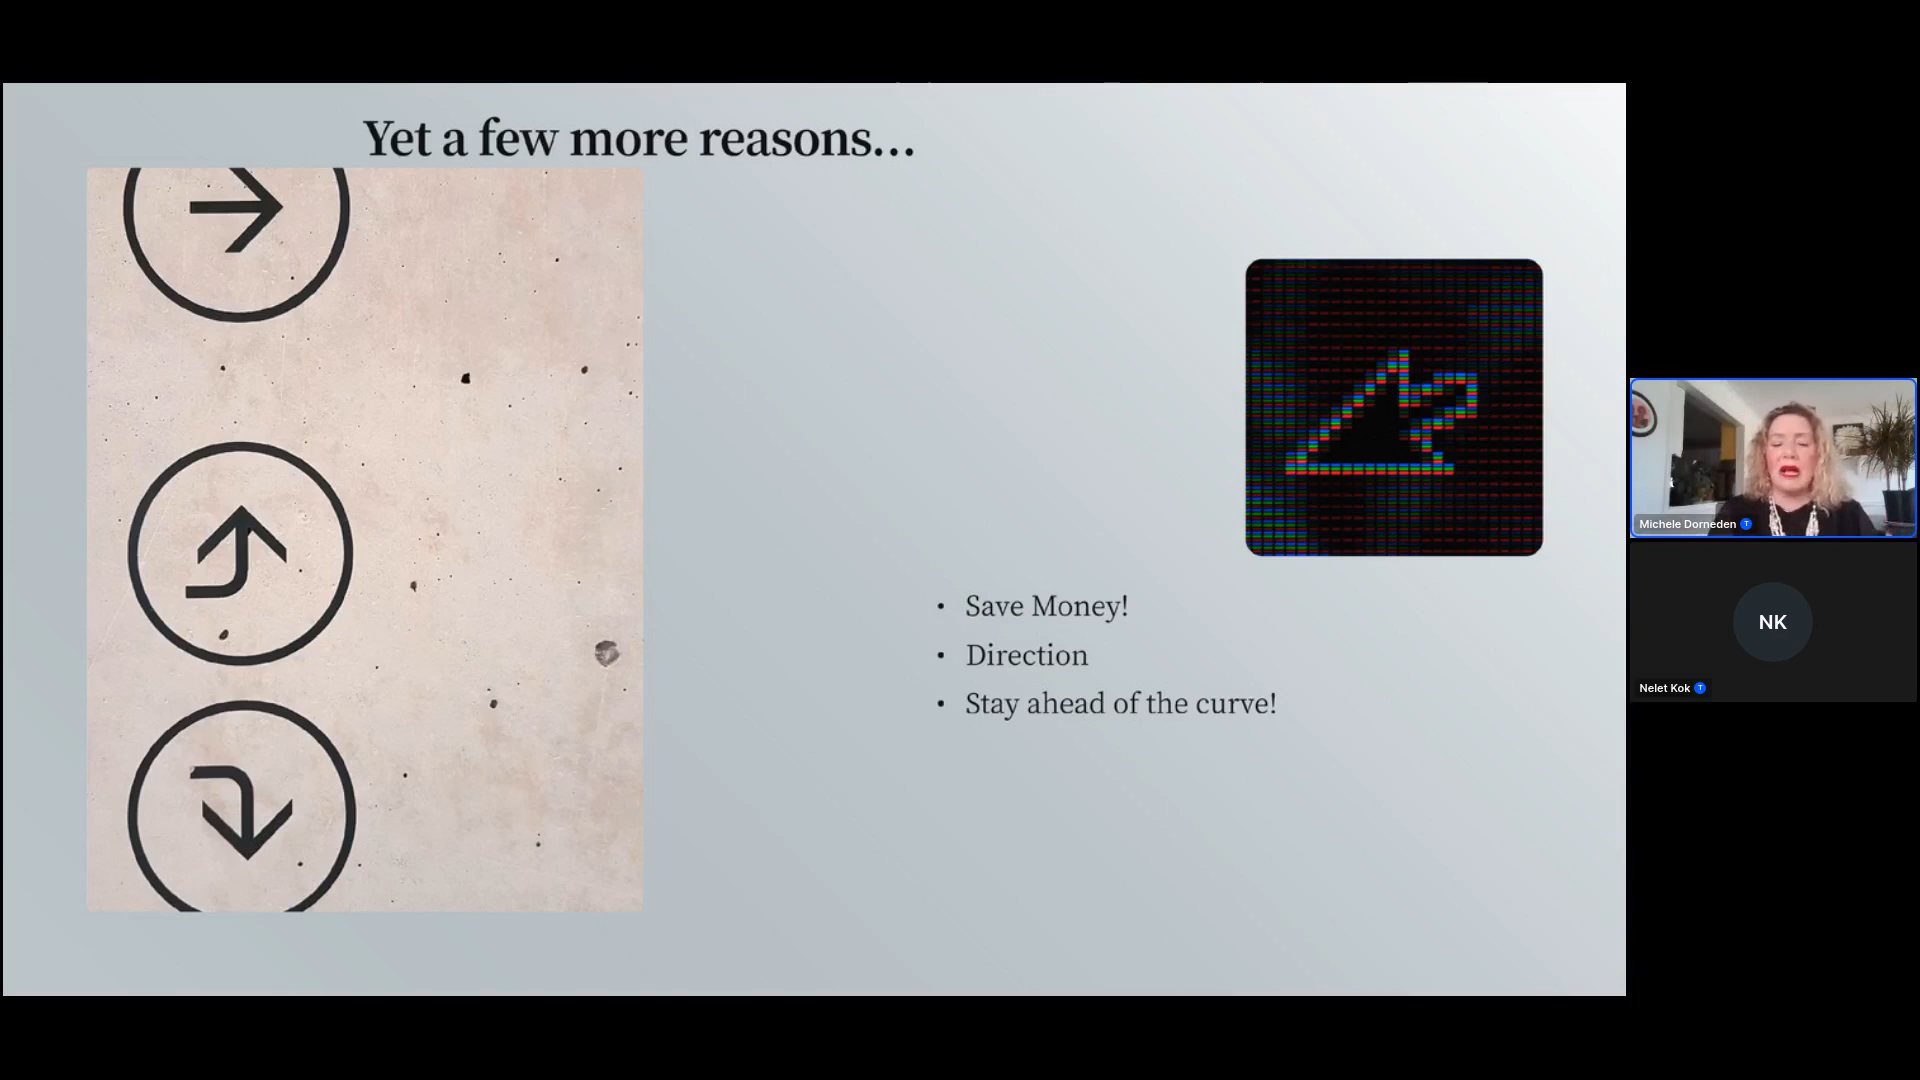 Yet a few more reasons...
• Save Money!
• Direction
• Stay ahead of the curve!
Michele Dorneden T
NK
Nelet Kok T